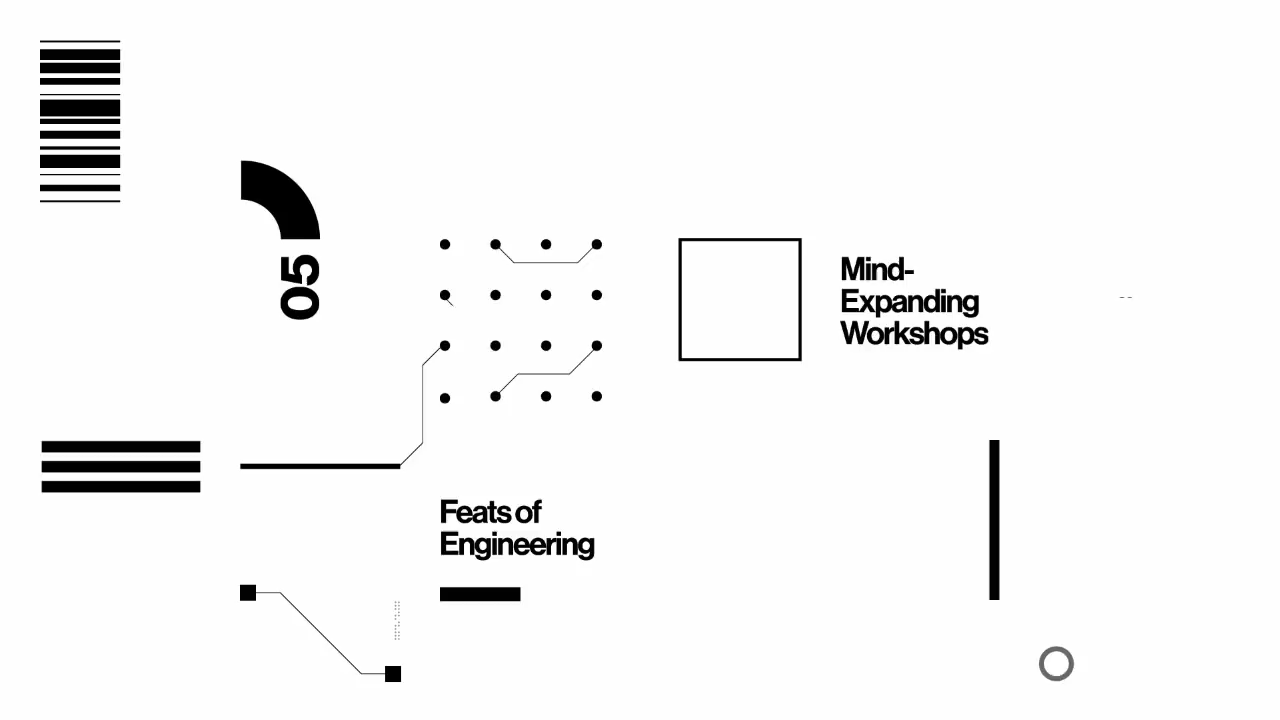 05
Mind-
Expanding
Workshops
Feats of
Engineering